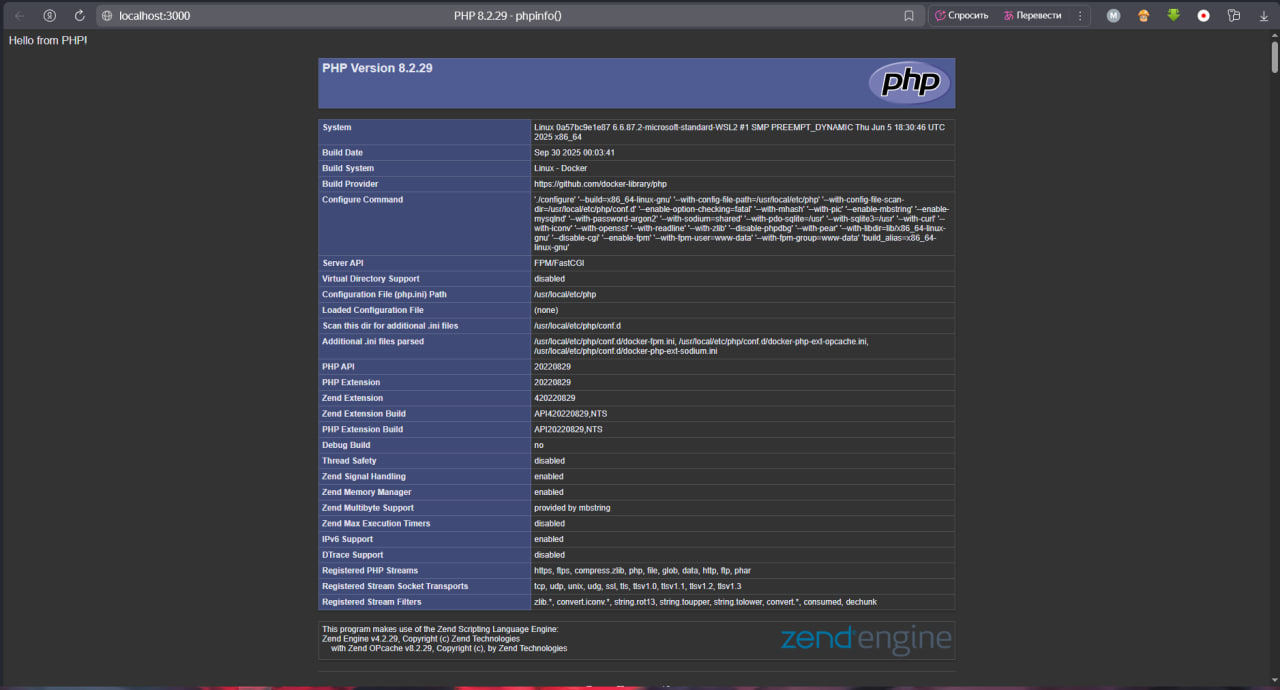 localhost:3000
PHP 8.2.29 - phpinfo()
Спросить
Перевести
M
Hello from PHP!
PHP Version 8.2.29
php
System Linux 0a57bc9e1e87 6.6.87.2-microsoft-standard-WSL2 #1 SMP PREEMPT_DYNAMIC Thu Jun 5 18:30:46 UTC
2025 x86_64
Build Date Sep 30 2025 00:03:41
Build System Linux - Docker
Build Provider https://github.com/docker-library/php
Configure Command './configure' '--build=x86_64-linux-gnu' '--with-config-file-path=/usr/local/etc/php' '--with-config-file-scan-
dir=/usr/local/etc/php/conf.d' '--enable-option-checking=fatal' '--with-mhash' '--with-pic' '--enable-mbstring' '--enable-
mysqlnd' '--with-password-argon2' '--with-sodium=shared' '--with-pdo-sqlite=/usr' '--with-sqlite3=/usr' '--with-curl' '--
with-iconv' '--with-openssl' '--with-readline' '--with-zlib' '--disable-phpdbg' '--with-pear' '--with-libdir=lib/x86_64-linux-
gnu' '--disable-cgi' '--enable-fpm' '--with-fpm-user=www-data' '--with-fpm-group=www-data' 'build_alias=x86_64-
linux-gnu'
Server API FPM/FastCGI
Virtual Directory Support disabled
Configuration File (php.ini) Path /usr/local/etc/php
Loaded Configuration File (none)
Scan this dir for additional .ini files /usr/local/etc/php/conf.d
Additional .ini files parsed /usr/local/etc/php/conf.d/docker-fpm.ini, /usr/local/etc/php/conf.d/docker-php-ext-opcache.ini,
/usr/local/etc/php/conf.d/docker-php-ext-sodium.ini
PHP API 20220829
PHP Extension 20220829
Zend Extension 420220829
Zend Extension Build API420220829,NTS
PHP Extension Build API20220829,NTS
Debug Build no
Thread Safety disabled
Zend Signal Handling enabled
Zend Memory Manager enabled
Zend Multibyte Support provided by mbstring
Zend Max Execution Timers disabled
IPv6 Support enabled
DTrace Support disabled
Registered PHP Streams https, ftps, compress.zlib, php, file, glob, data, http, ftp, phar
Registered Stream Socket Transports tcp, udp, unix, udg, ssl, tls, tlsv1.0, tlsv1.1, tlsv1.2, tlsv1.3
Registered Stream Filters zlib.*, convert.iconv.*, string.rot13, string.toupper, string.tolower, convert.*, consumed, dechunk
This program makes use of the Zend Scripting Language Engine:
Zend Engine v4.2.29, Copyright (c) Zend Technologies
with Zend OPcache v8.2.29, Copyright (c), by Zend Technologies
zend engine